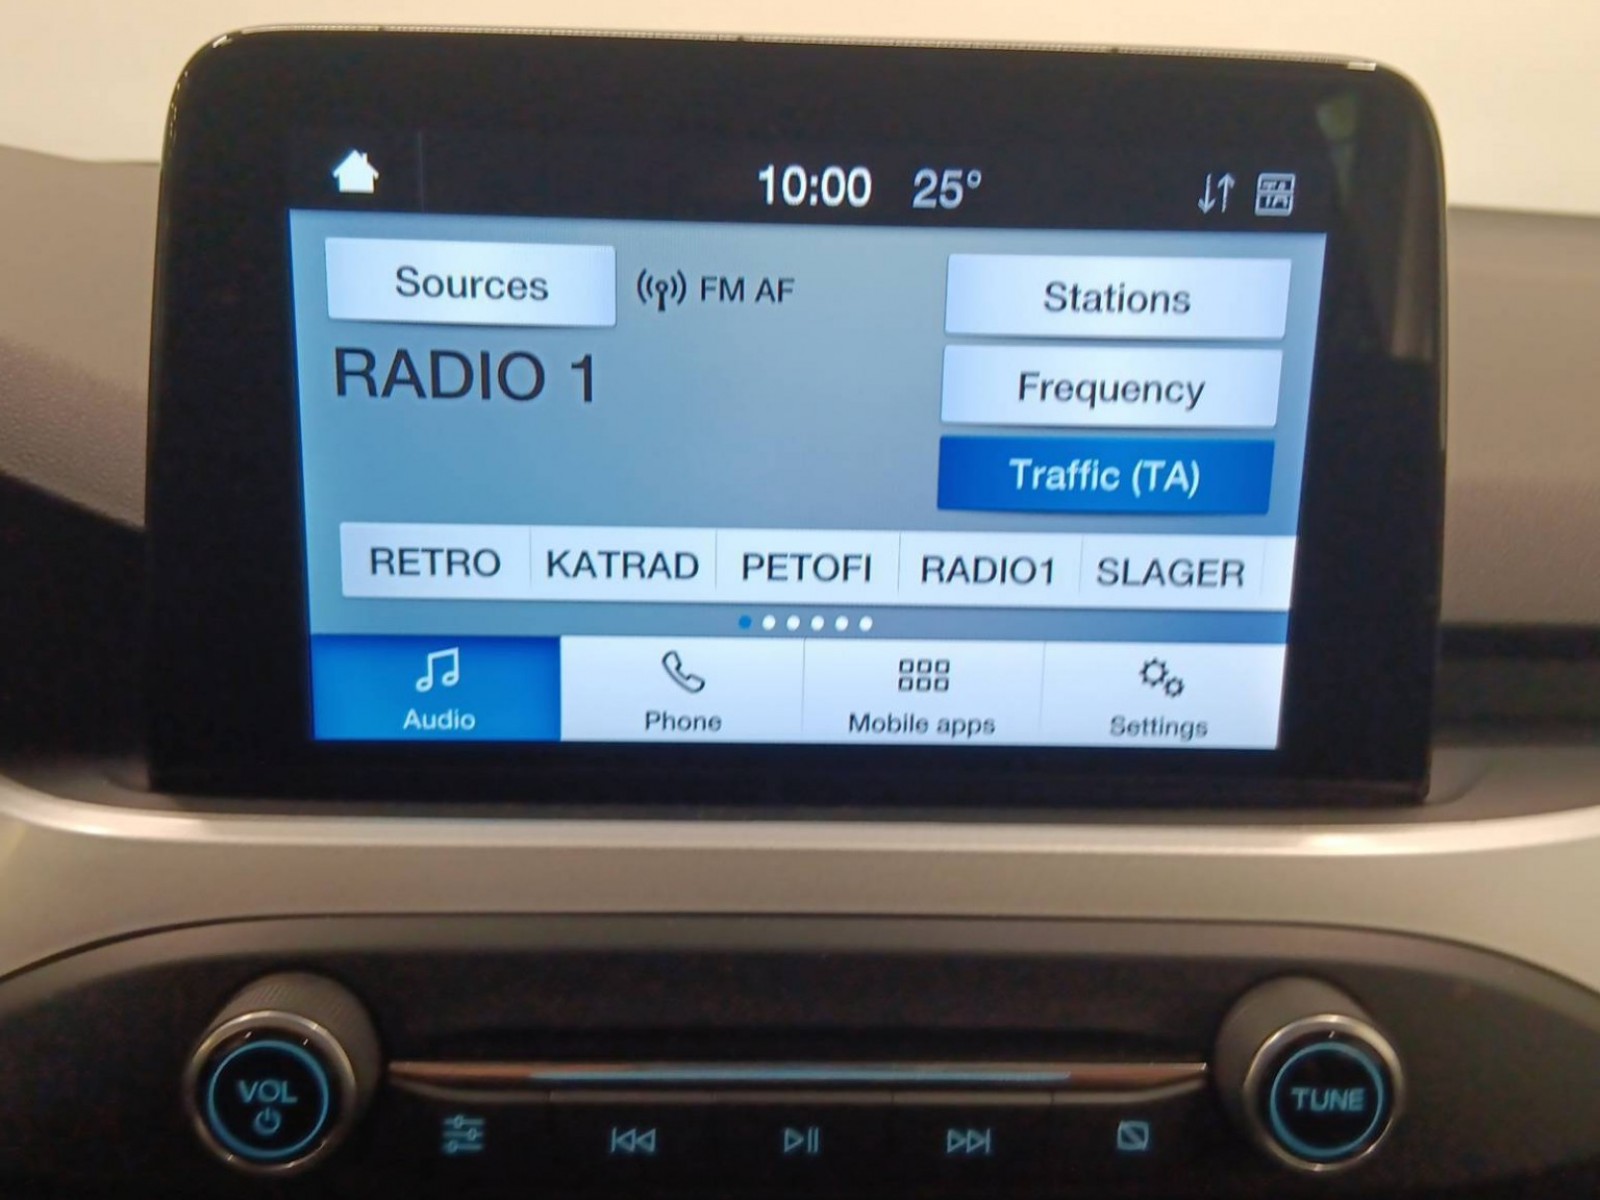 10:00 25°
TA
Sources FM AF Stations
RADIO 1 Frequency
Traffic (TA)
RETRO KATRAD PETOFI RADIO1 SLAGER
Audio Phone Mobile apps Settings
VOL TUNE